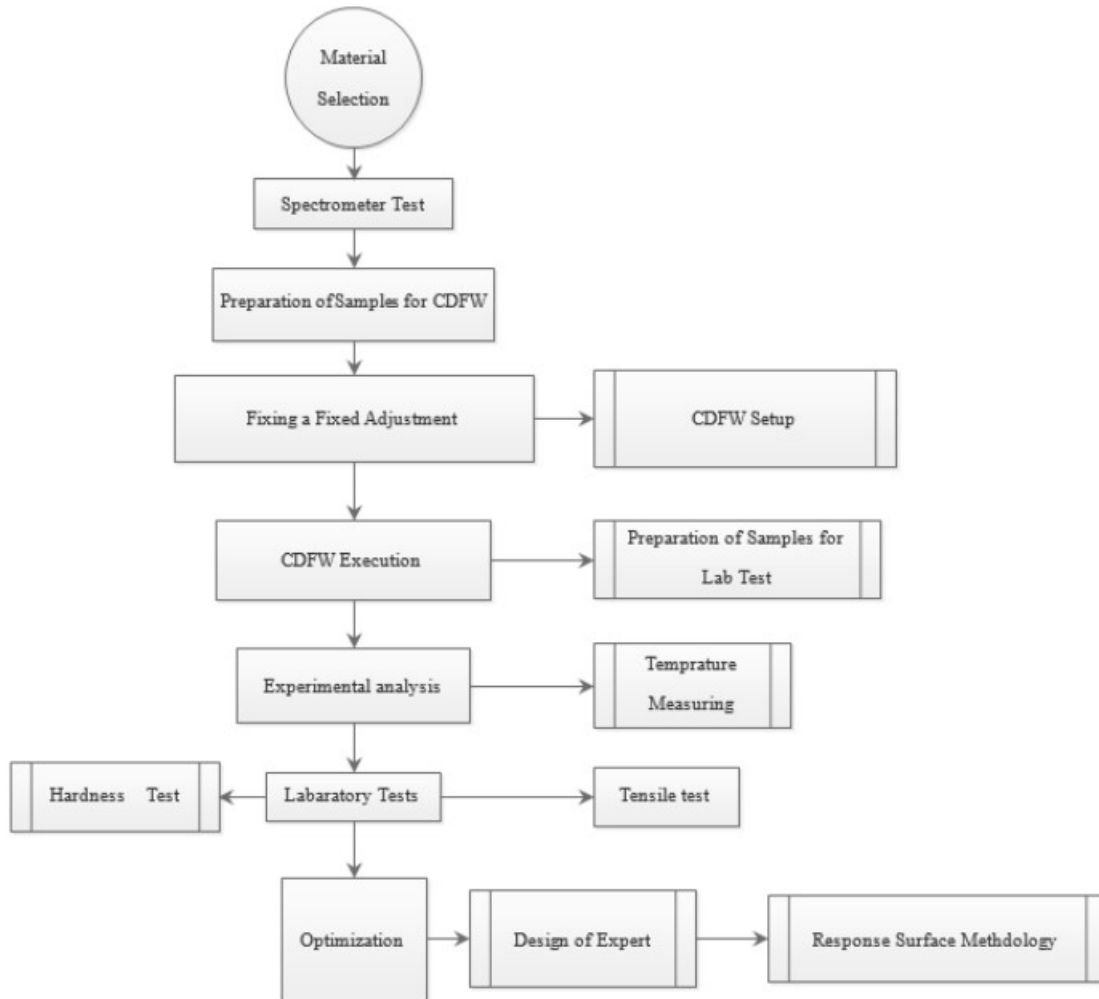 Material
Selection
Spectrometer Test
Preparation of Samples for CDFW
Fixing a Fixed Adjustment
CDFW Setup
CDFW Execution
Preparation of Samples for
Lab Test
Experimental analysis
Temprature
Measuring
Hardness Test
Labaratory Tests
Tensile test
Optimization
Design of Expert
Response Surface Methdology